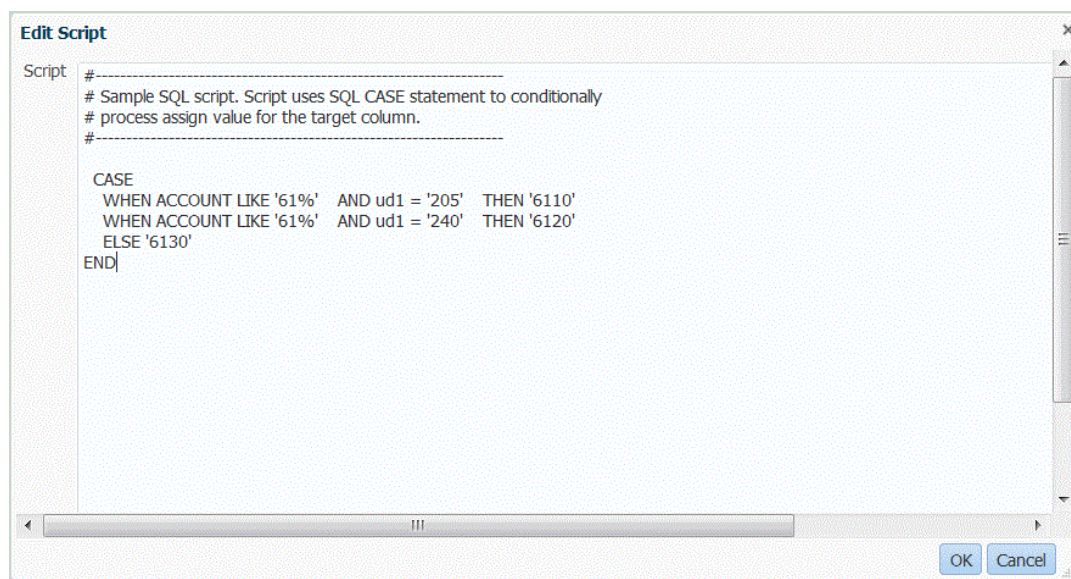 Edit Script
Script
#--------------------------------------------------------------------
# Sample SQL script. Script uses SQL CASE statement to conditionally
# process assign value for the target column.
#--------------------------------------------------------------------
CASE
WHEN ACCOUNT LIKE '61%' AND ud1 = '205' THEN '6110'
WHEN ACCOUNT LIKE '61%' AND ud1 = '240' THEN '6120'
ELSE '6130'
END
OK Cancel